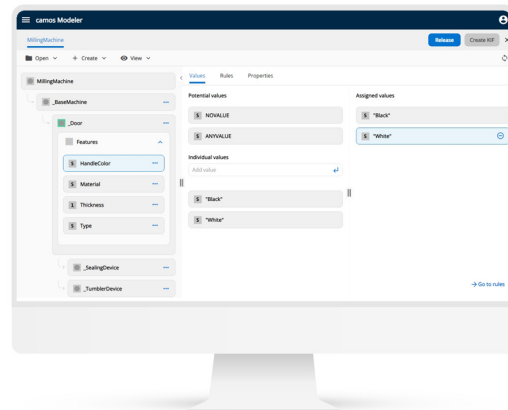 camos Modeler
MillingMachine
Release
Create KIF
Open
+ Create
View
MillingMachine
_BaseMachine
_Door
Features
S HandleColor
S Material
1 Thickness
S Type
_SealingDevice
_TumblerDevice
Values Rules Properties
Potential values
S NOVALUE
S ANYVALUE
Individual values
Add value
S "Black"
S "White"
Assigned values
S "Black"
S "White"
→ Go to rules